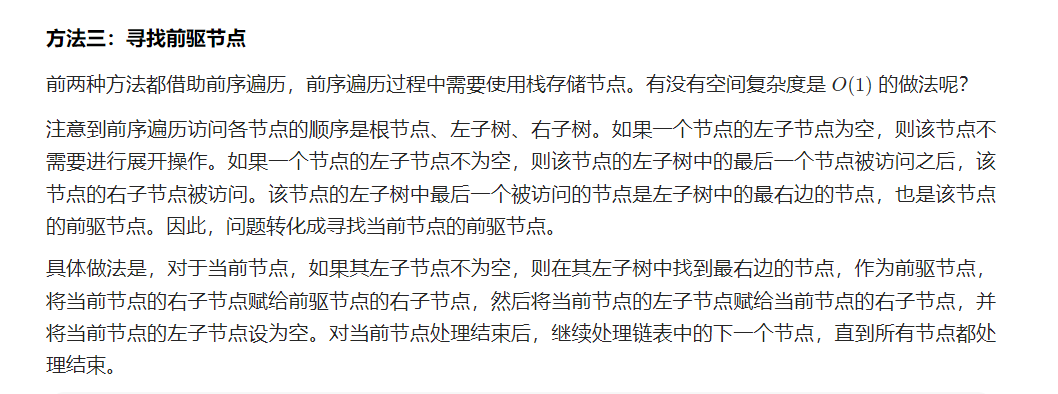 方法三：寻找前驱节点
前两种方法都借助前序遍历，前序遍历过程中需要使用栈存储节点。有没有空间复杂度是 O(1) 的做法呢？
注意到前序遍历访问各节点的顺序是根节点、左子树、右子树。如果一个节点的左子节点为空，则该节点不
需要进行展开操作。如果一个节点的左子节点不为空，则该节点的左子树中的最后一个节点被访问之后，该
节点的右子节点被访问。该节点的左子树中最后一个被访问的节点是左子树中的最右边的节点，也是该节点
的前驱节点。因此，问题转化成寻找当前节点的前驱节点。
具体做法是，对于当前节点，如果其左子节点不为空，则在其左子树中找到最右边的节点，作为前驱节点，
将当前节点的右子节点赋给前驱节点的右子节点，然后将当前节点的左子节点赋给当前节点的右子节点，并
将当前节点的左子节点设为空。对当前节点处理结束后，继续处理链表中的下一个节点，直到所有节点都处
理结束。